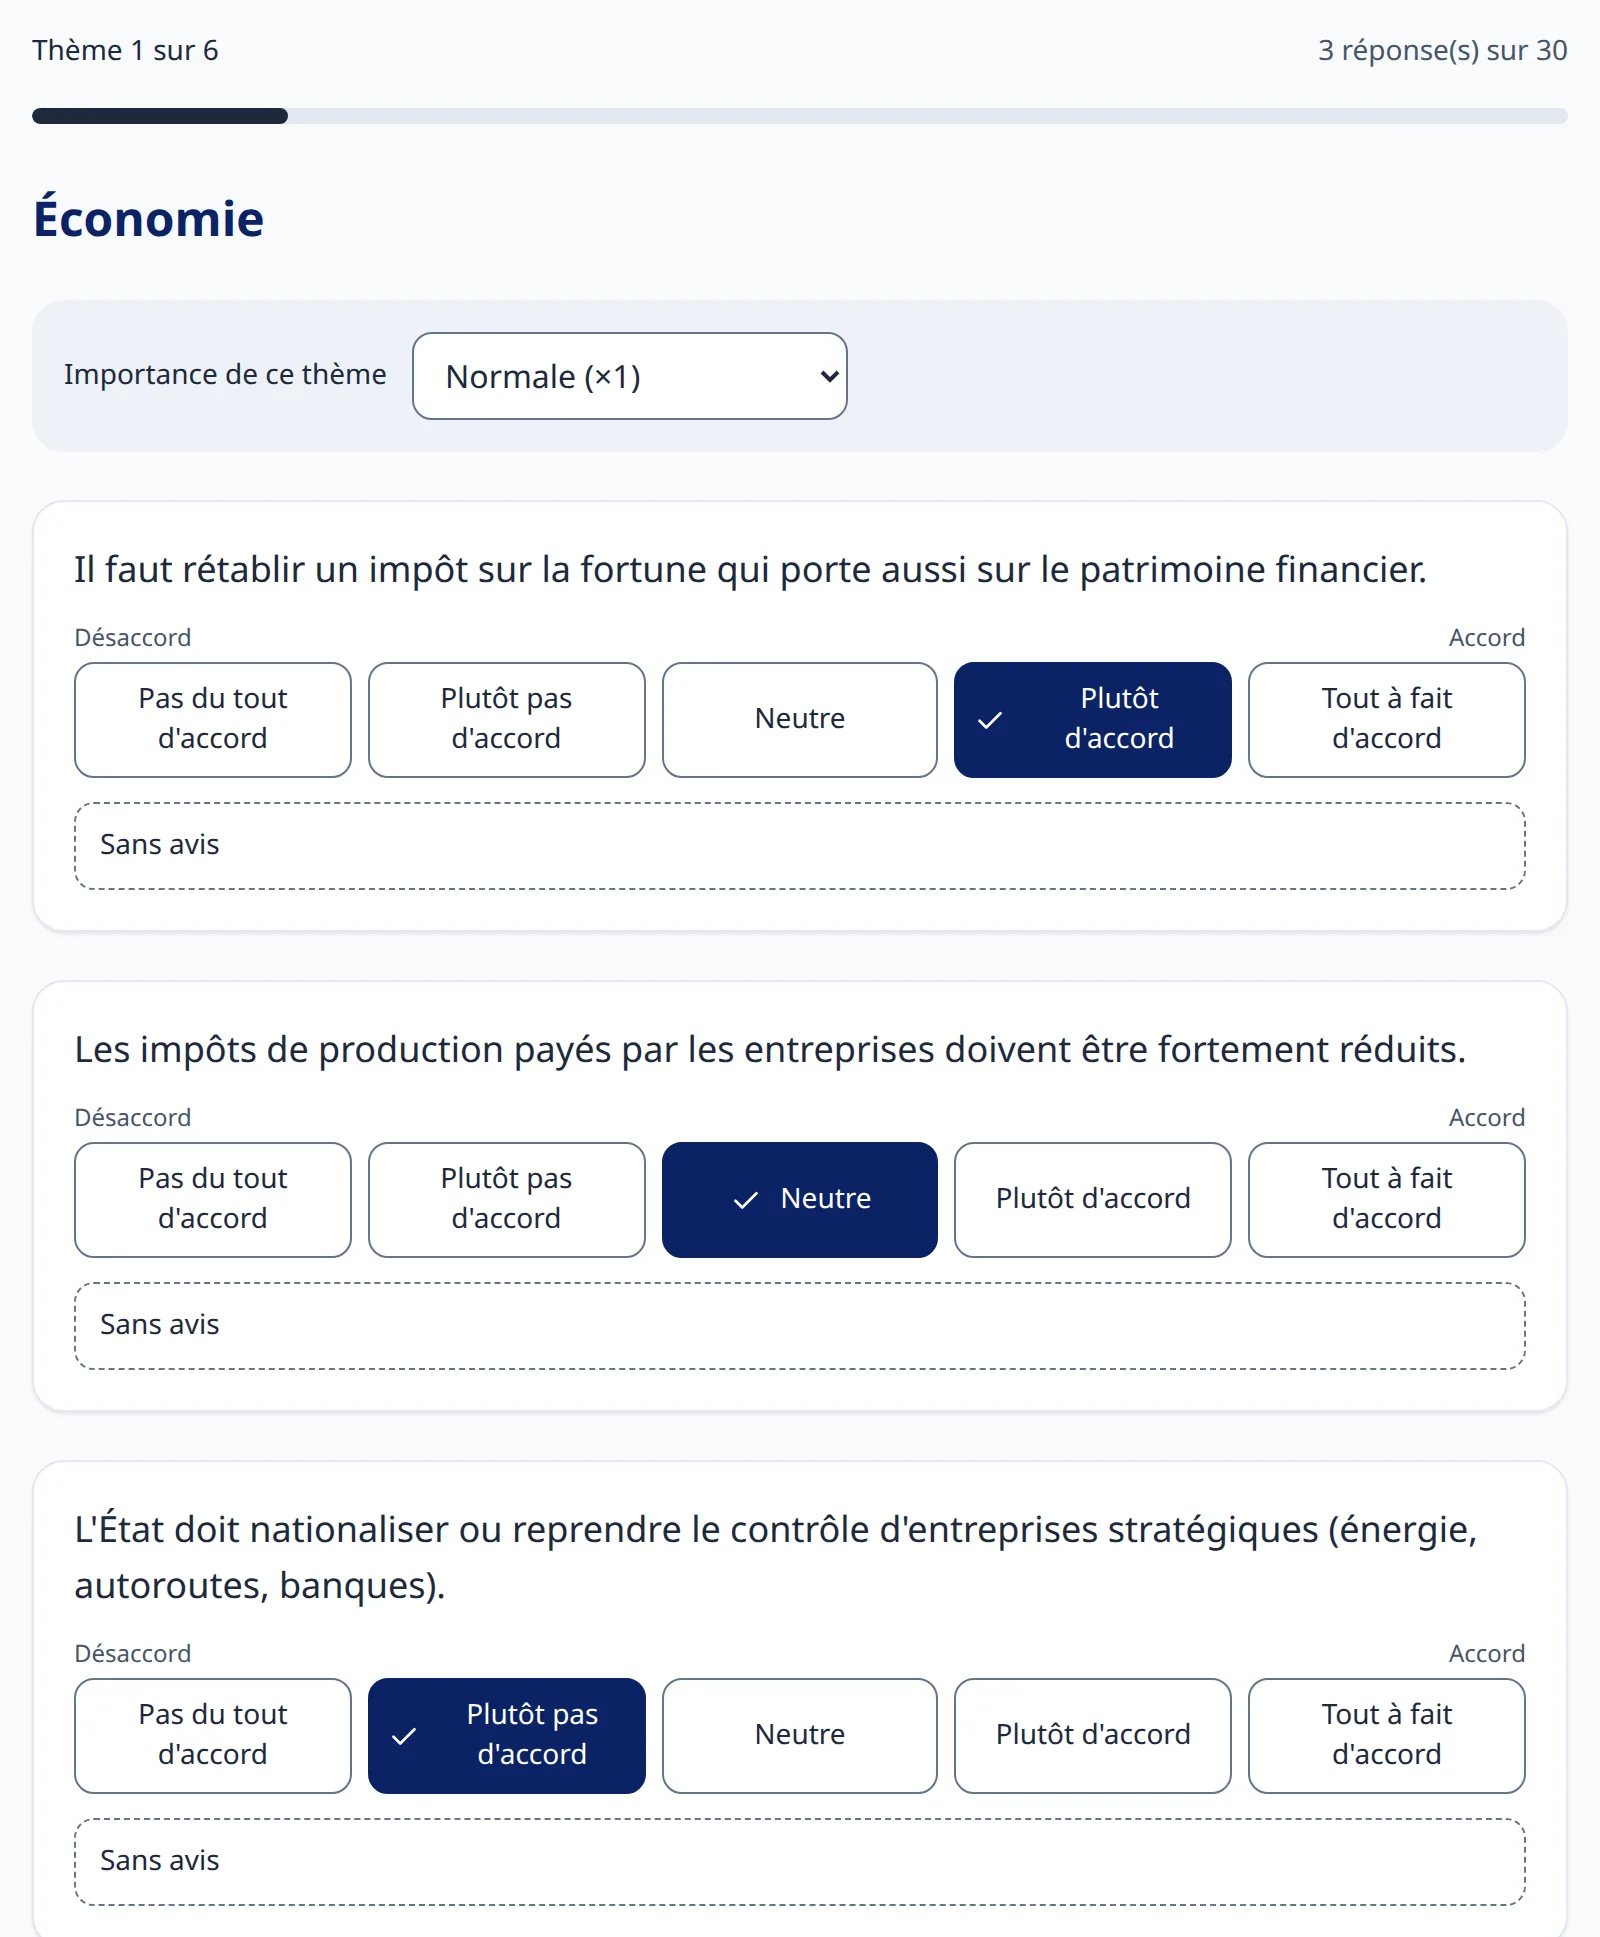 Thème 1 sur 6
3 réponse(s) sur 30
Économie
Importance de ce thème
Normale (×1)
Il faut rétablir un impôt sur la fortune qui porte aussi sur le patrimoine financier.
Désaccord
Accord
Pas du tout
d'accord
Plutôt pas
d'accord
Neutre
Plutôt
d'accord
Tout à fait
d'accord
Sans avis
Les impôts de production payés par les entreprises doivent être fortement réduits.
Désaccord
Accord
Pas du tout
d'accord
Plutôt pas
d'accord
Neutre
Plutôt d'accord
Tout à fait
d'accord
Sans avis
L'État doit nationaliser ou reprendre le contrôle d'entreprises stratégiques (énergie,
autoroutes, banques).
Désaccord
Accord
Pas du tout
d'accord
Plutôt pas
d'accord
Neutre
Plutôt d'accord
Tout à fait
d'accord
Sans avis